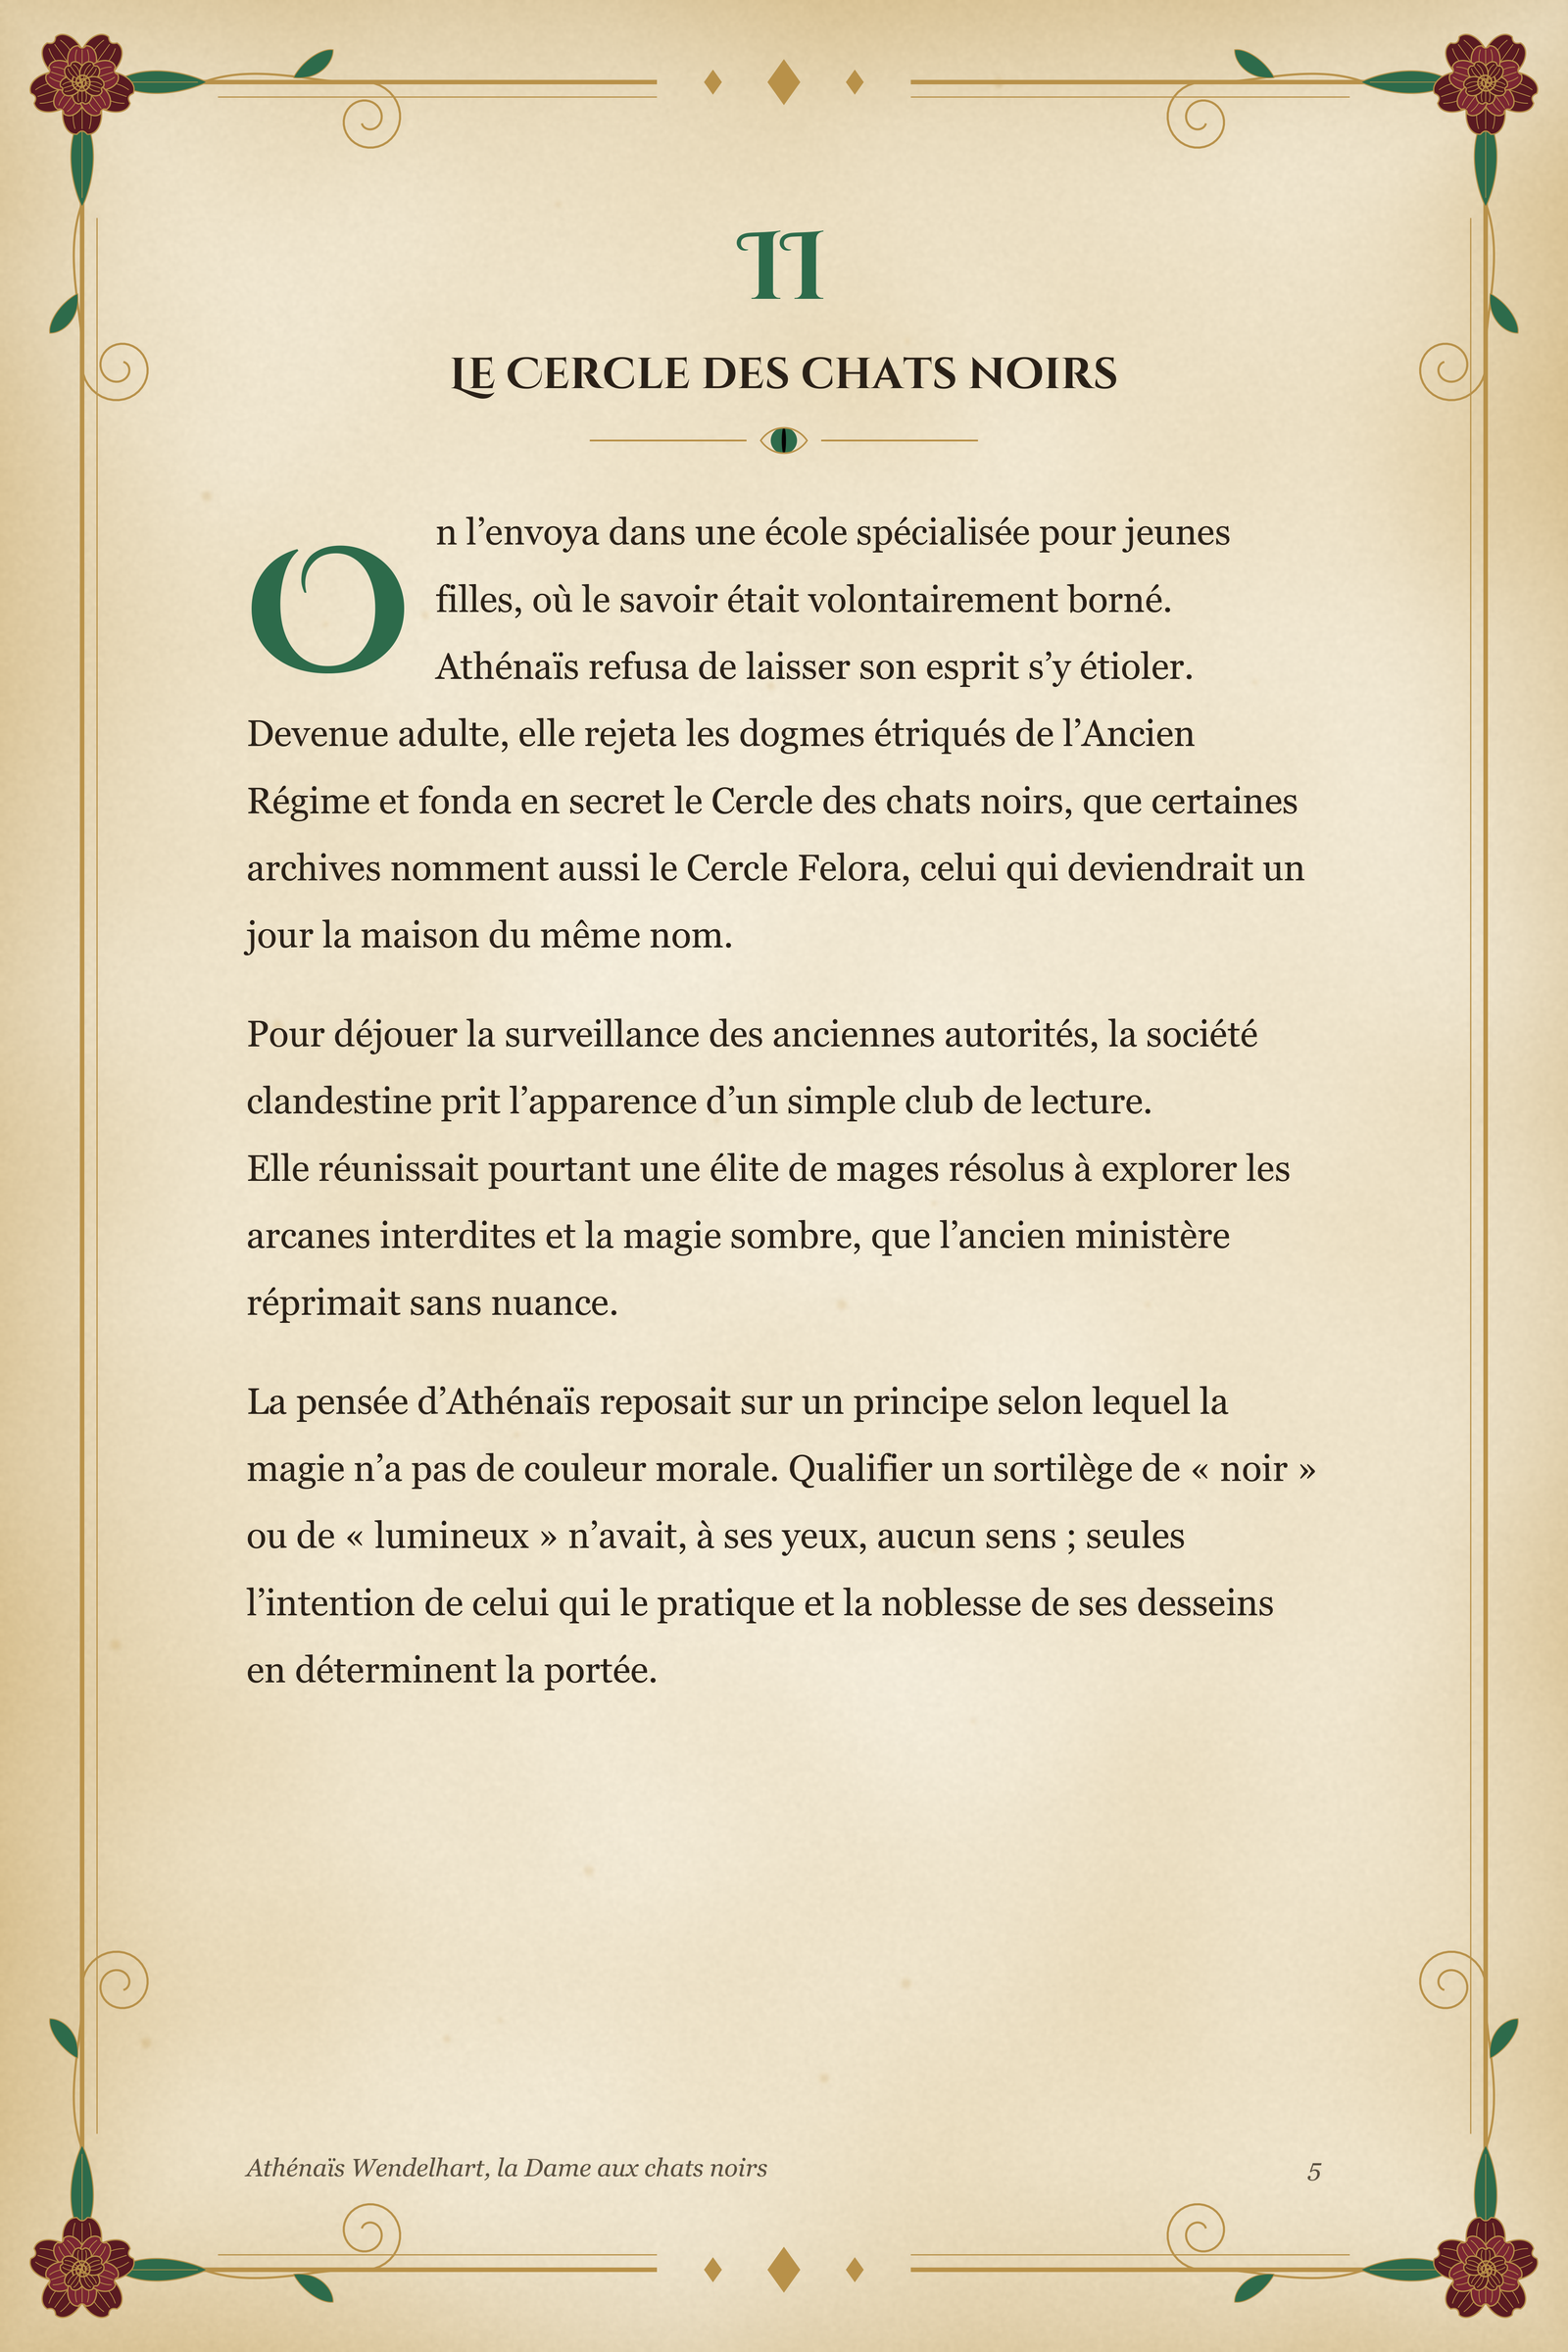 II
LE CERCLE DES CHATS NOIRS
On l’envoya dans une école spécialisée pour jeunes
filles, où le savoir était volontairement borné.
Athénaïs refusa de laisser son esprit s’y étioler.
Devenue adulte, elle rejeta les dogmes étriqués de l’Ancien
Régime et fonda en secret le Cercle des chats noirs, que certaines
archives nomment aussi le Cercle Felora, celui qui deviendrait un
jour la maison du même nom.
Pour déjouer la surveillance des anciennes autorités, la société
clandestine prit l’apparence d’un simple club de lecture.
Elle réunissait pourtant une élite de mages résolus à explorer les
arcanes interdites et la magie sombre, que l’ancien ministère
réprimait sans nuance.
La pensée d’Athénaïs reposait sur un principe selon lequel la
magie n’a pas de couleur morale. Qualifier un sortilège de « noir »
ou de « lumineux » n’avait, à ses yeux, aucun sens ; seules
l’intention de celui qui le pratique et la noblesse de ses desseins
en déterminent la portée.
Athénaïs Wendelhart, la Dame aux chats noirs 5